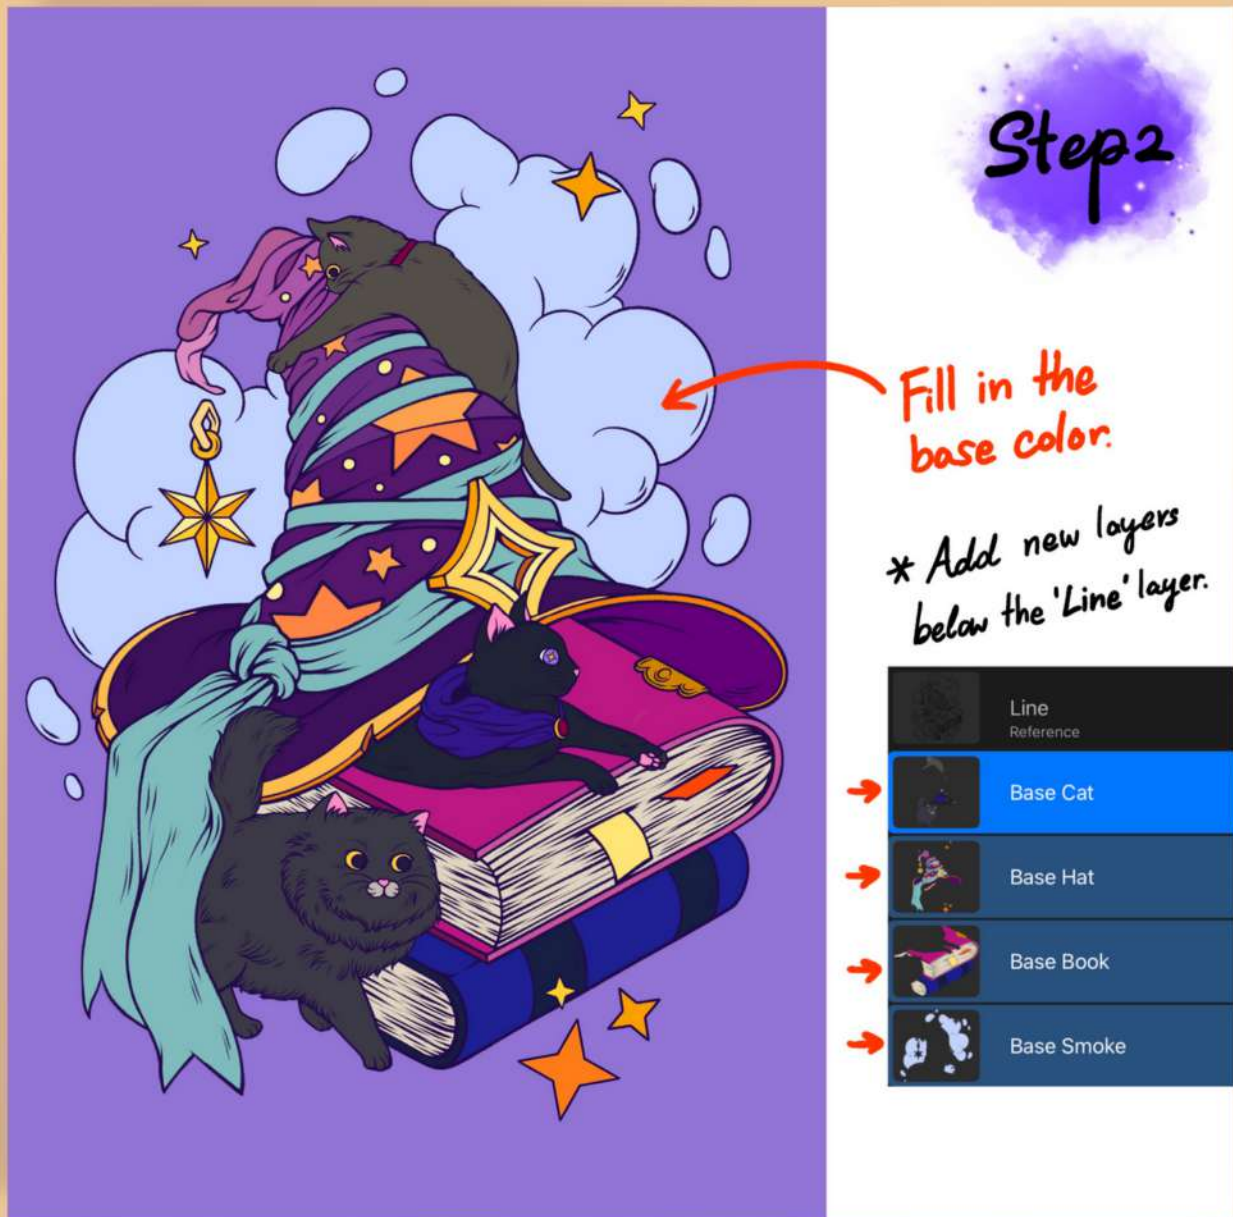 Step2
Fill in the
base color.
* Add new layers
below the 'Line' layer.
Line
Reference
Base Cat
Base Hat
Base Book
Base Smoke